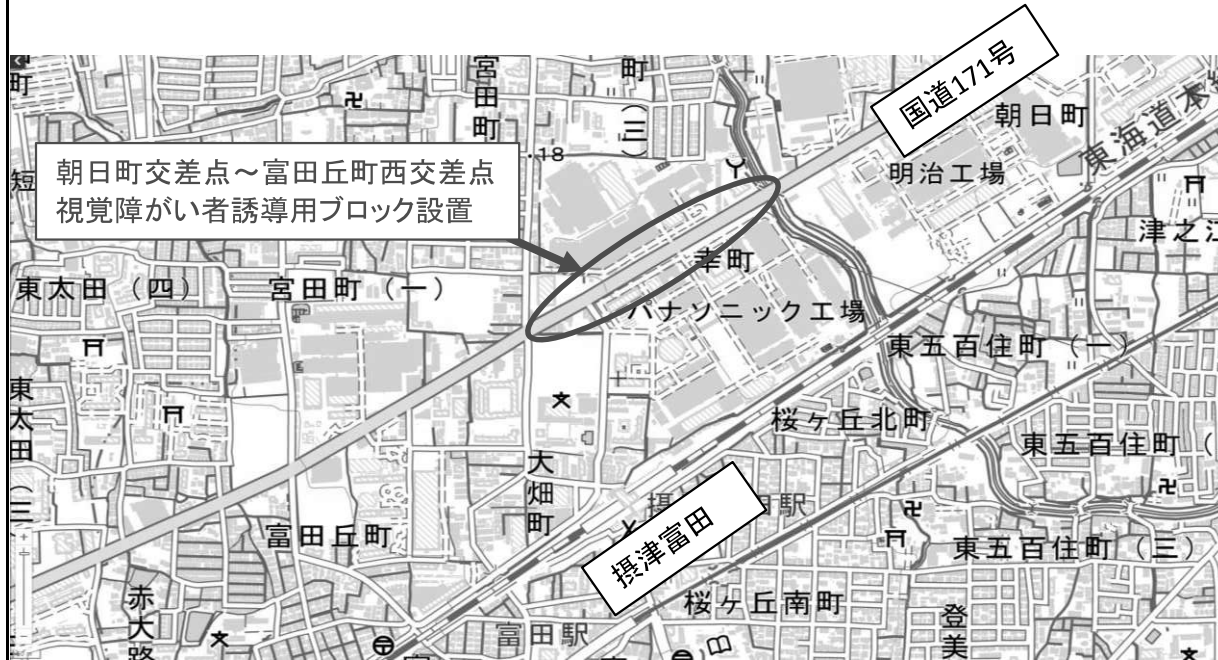 国道171号
朝日町
東海道本
宮田町
町(三)
町
.18
短
明治工場
朝日町交差点～富田丘町西交差点
視覚障がい者誘導用ブロック設置
津之江
幸町
東太田(四)
宮田町(一)
パナソニック工場
東五百住町(一)
桜ヶ丘北町
東太田(三)
東五百住町(
大畑町
摂
田駅
摂津富田
富田丘町
東五百住町(三)
桜ヶ丘南町
赤大路
富田駅
登美